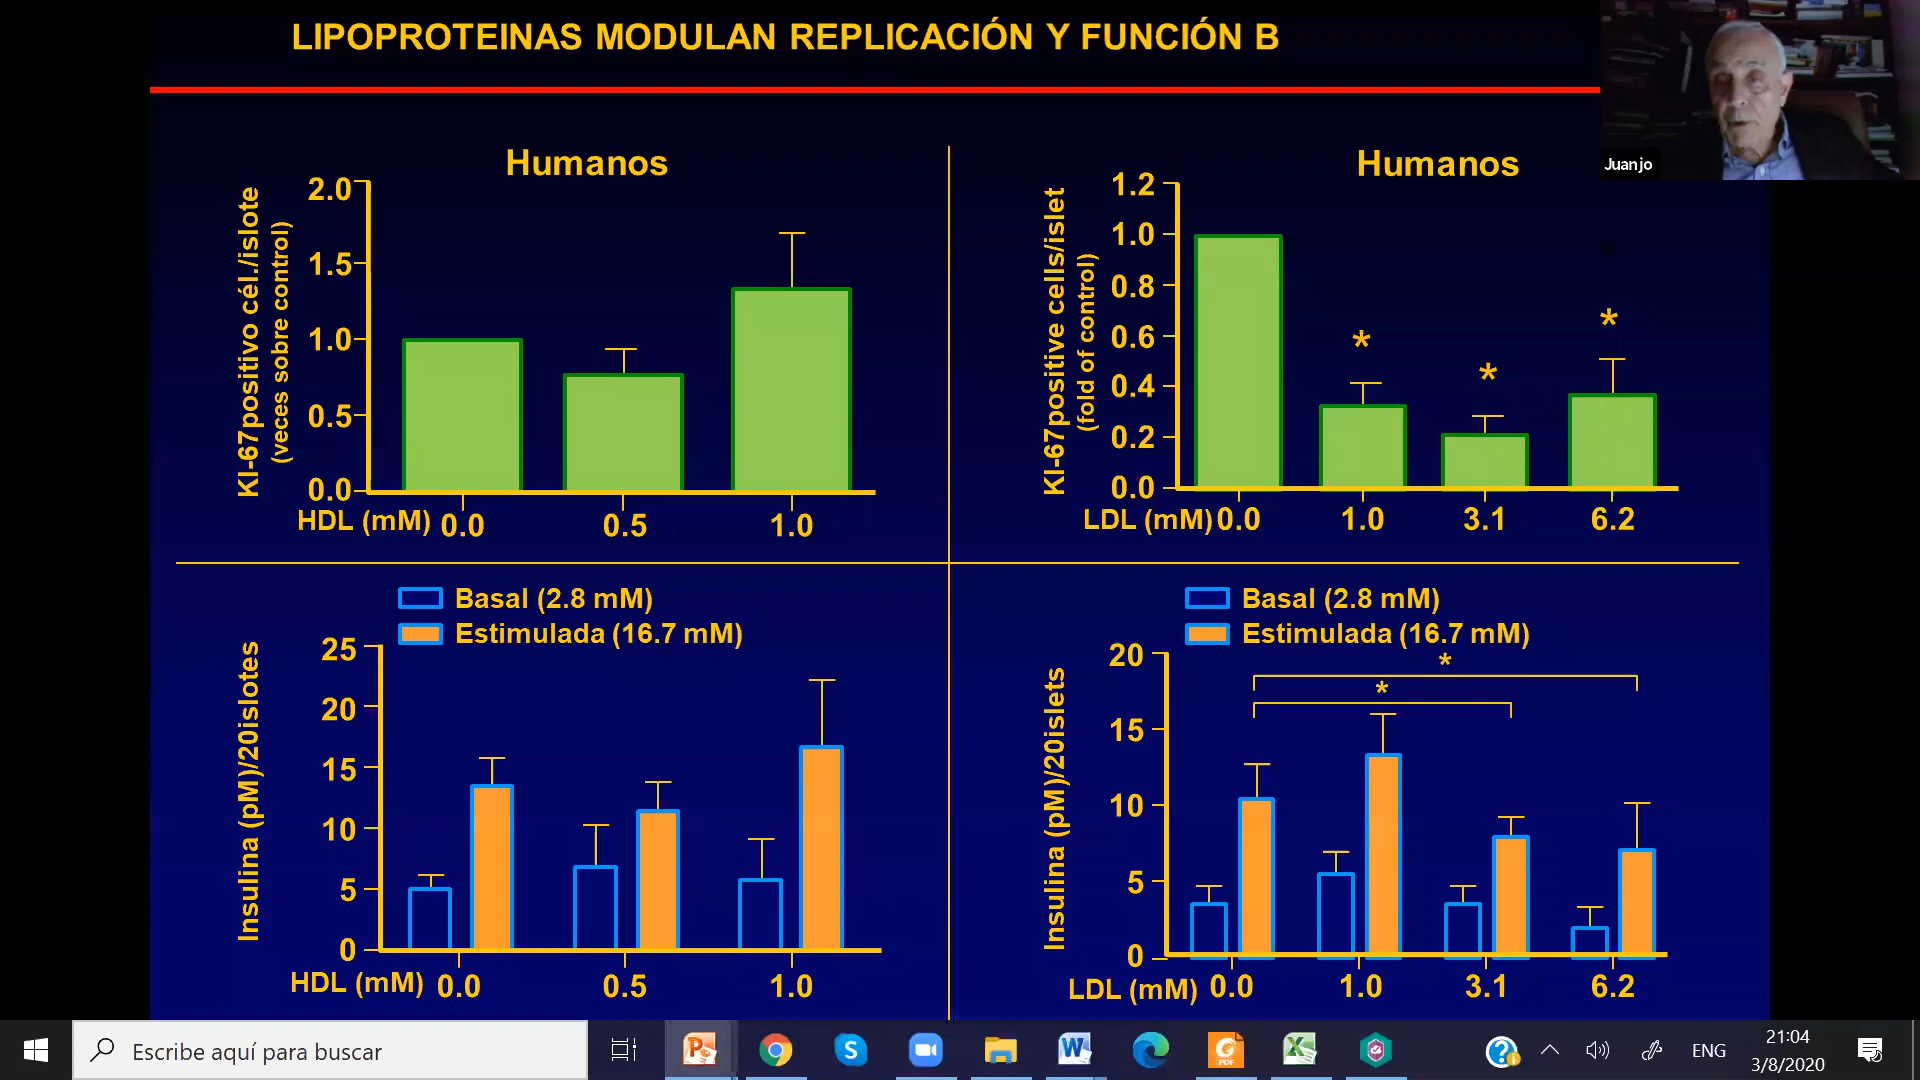 LIPOPROTEINAS MODULAN REPLICACIÓN Y FUNCIÓN B
Juanjo
Humanos
KI-67positivo cél./islote
(veces sobre control)
2.0
1.5
1.0
0.5
0.0
HDL (mM) 0.0 0.5 1.0
Humanos
KI-67positive cells/islet
(fold of control)
1.2
1.0
0.8
0.6
0.4
0.2
0.0
* * *
LDL (mM) 0.0 1.0 3.1 6.2
Basal (2.8 mM)
Estimulada (16.7 mM)
Insulina (pM)/20islotes
25
20
15
10
5
0
HDL (mM) 0.0 0.5 1.0
Basal (2.8 mM)
Estimulada (16.7 mM)
*
*
Insulina (pM)/20islets
20
15
10
5
0
LDL (mM) 0.0 1.0 3.1 6.2
Escribe aquí para buscar
ENG
21:04
3/8/2020